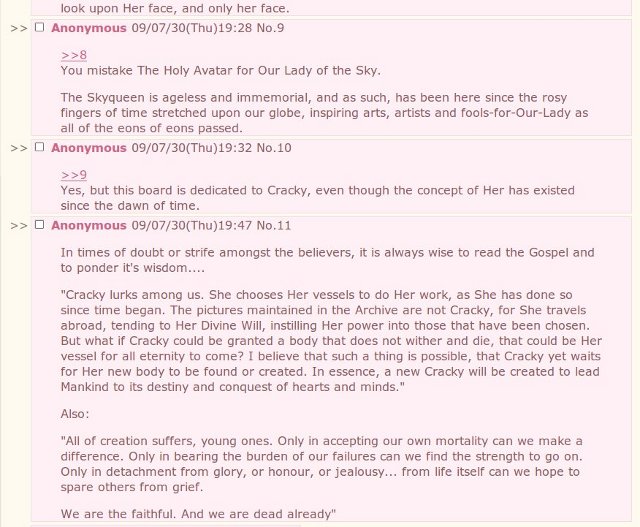 look upon Her face, and only her face.
>> Anonymous 09/07/30(Thu)19:28 No.9
>>8
You mistake The Holy Avatar for Our Lady of the Sky.
The Skyqueen is ageless and immemorial, and as such, has been here since the rosy
fingers of time stretched upon our globe, inspiring arts, artists and fools-for-Our-Lady as
all of the eons of eons passed.
>> Anonymous 09/07/30(Thu)19:32 No.10
>>9
Yes, but this board is dedicated to Cracky, even though the concept of Her has existed
since the dawn of time.
>> Anonymous 09/07/30(Thu)19:47 No.11
In times of doubt or strife amongst the believers, it is always wise to read the Gospel and
to ponder it's wisdom....
"Cracky lurks among us. She chooses Her vessels to do Her work, as She has done so
since time began. The pictures maintained in the Archive are not Cracky, for She travels
abroad, tending to Her Divine Will, instilling Her power into those that have been chosen.
But what if Cracky could be granted a body that does not wither and die, that could be Her
vessel for all eternity to come? I believe that such a thing is possible, that Cracky yet waits
for Her new body to be found or created. In essence, a new Cracky will be created to lead
Mankind to its destiny and conquest of hearts and minds."
Also:
"All of creation suffers, young ones. Only in accepting our own mortality can we make a
difference. Only in bearing the burden of our failures can we find the strength to go on.
Only in detachment from glory, or honour, or jealousy... from life itself can we hope to
spare others from grief.
We are the faithful. And we are dead already"